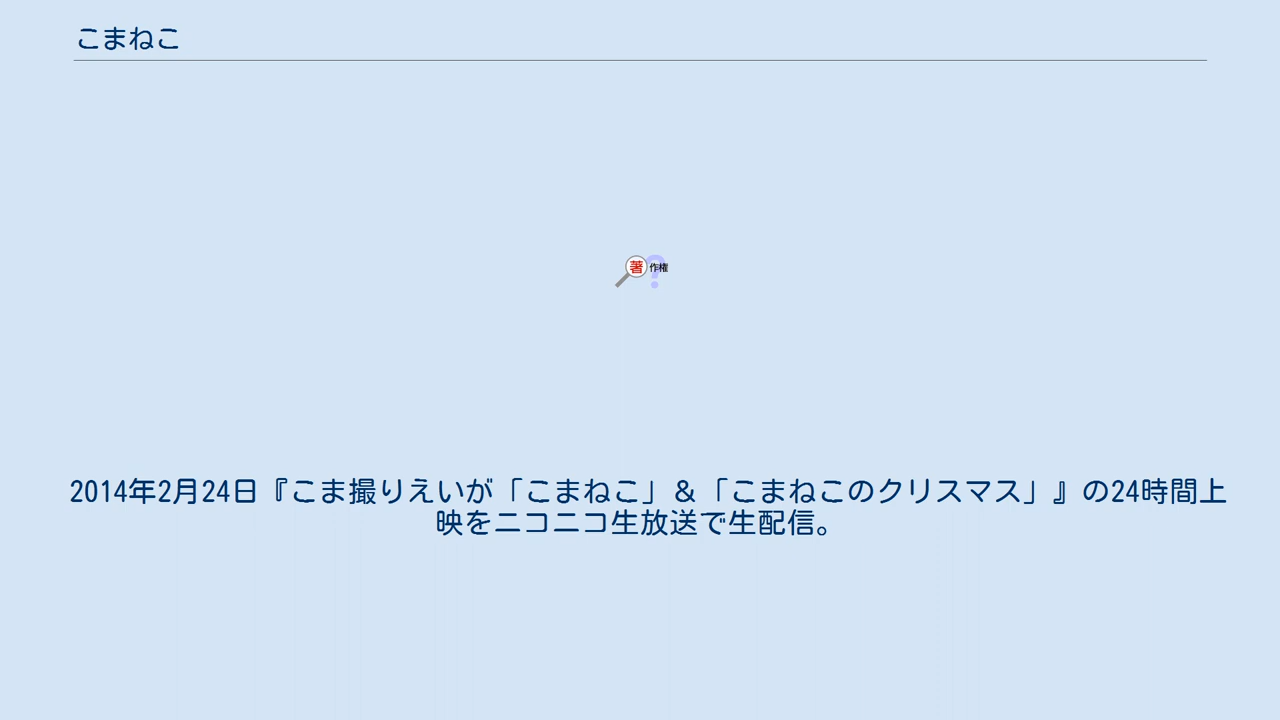 こまねこ
著作権
2014年2月24日『こま撮りえいが「こまねこ」＆「こまねこのクリスマス」』の24時間上
映をニコニコ生放送で生配信。